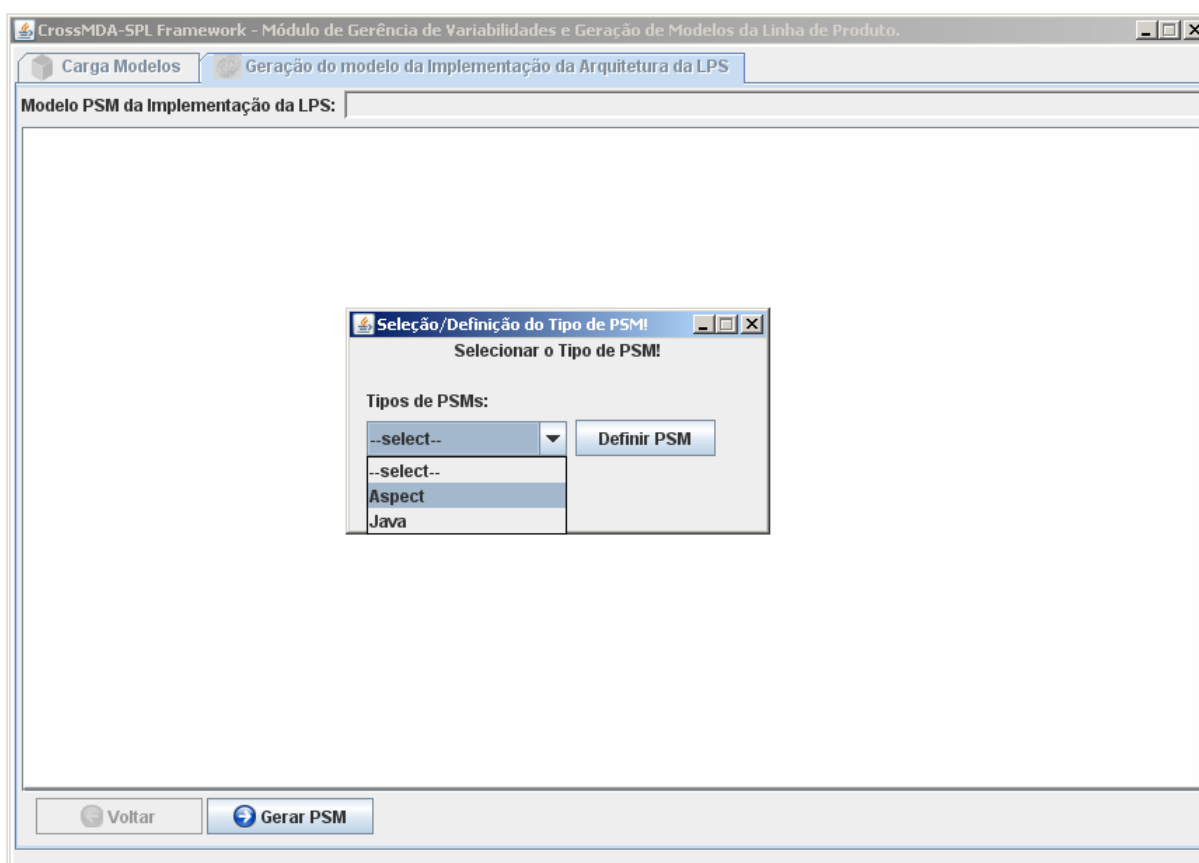 CrossMDA-SPL Framework - Módulo de Gerência de Variabilidades e Geração de Modelos da Linha de Produto.
Carga Modelos Geração do modelo da Implementação da Arquitetura da LPS
Modelo PSM da Implementação da LPS:
Seleção/Definição do Tipo de PSM!
Selecionar o Tipo de PSM!
Tipos de PSMs:
--select-- Definir PSM
--select--
Aspect
Java
Voltar Gerar PSM